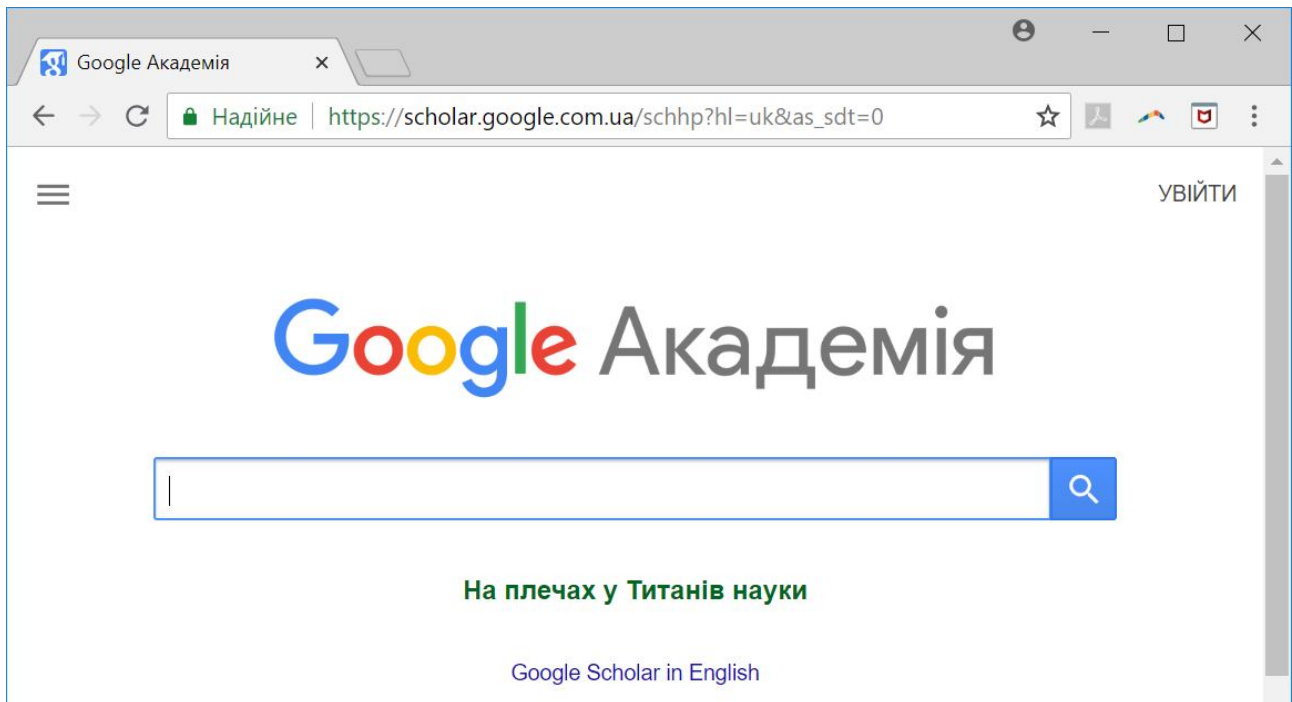 Google Академія
Надійне https://scholar.google.com.ua/schhp?hl=uk&as_sdt=0
УВІЙТИ
Google Академія
На плечах у Титанів науки
Google Scholar in English